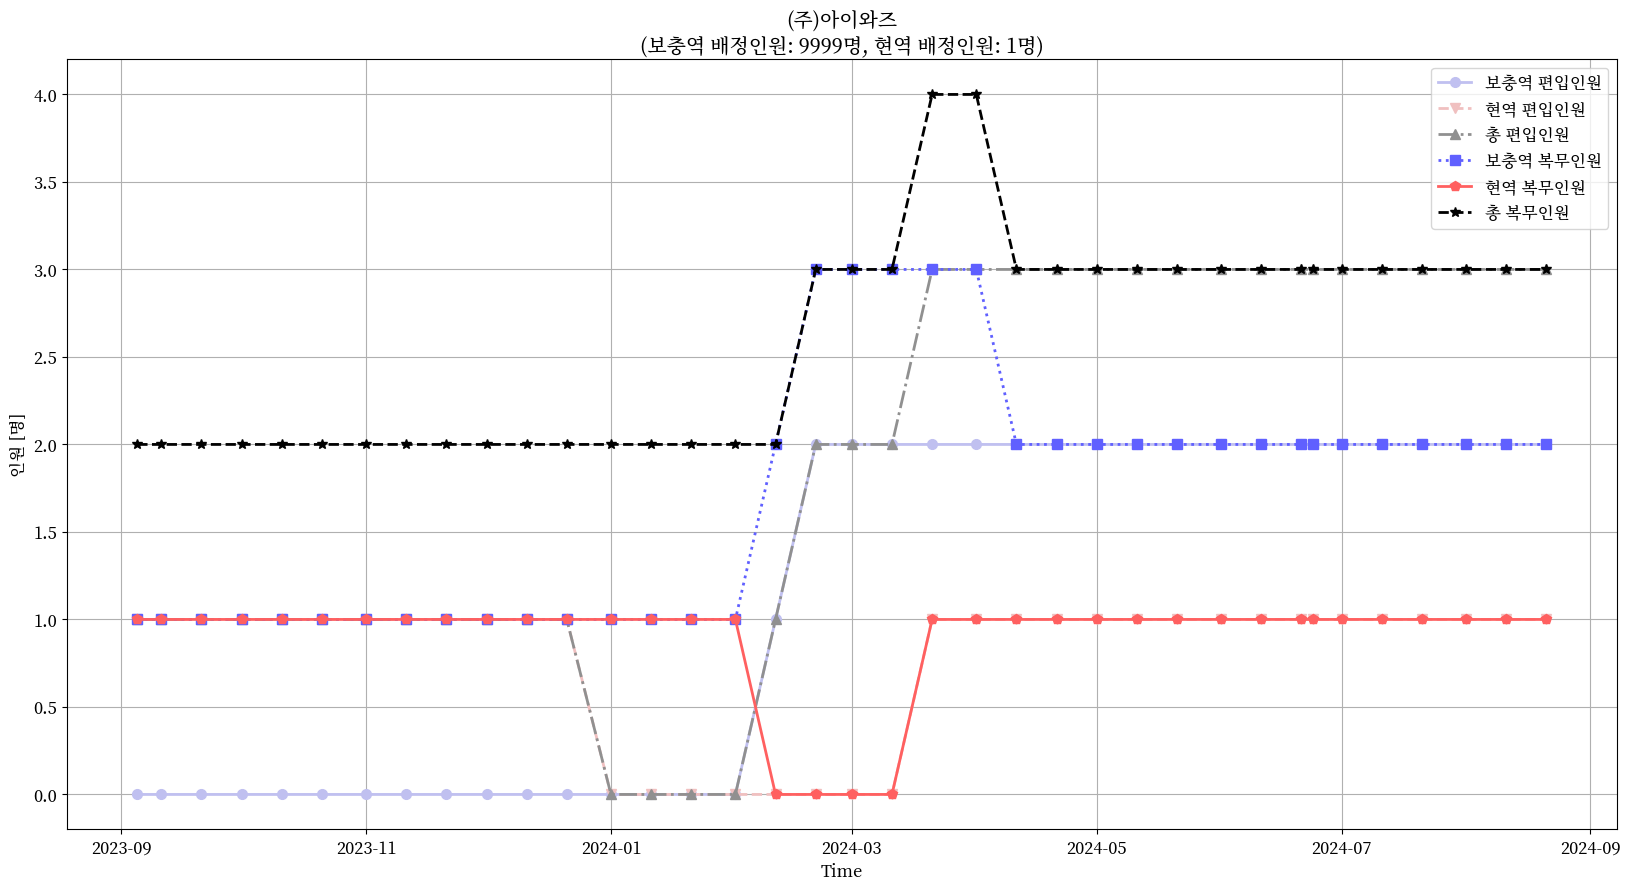 (주)아이와즈
(보충역 배정인원: 9999명, 현역 배정인원: 1명)
보충역 편입인원
현역 편입인원
총 편입인원
보충역 복무인원
현역 복무인원
총 복무인원
인원 [명]
4.0
3.5
3.0
2.5
2.0
1.5
1.0
0.5
0.0
2023-09
2023-11
2024-01
2024-03
2024-05
2024-07
2024-09
Time